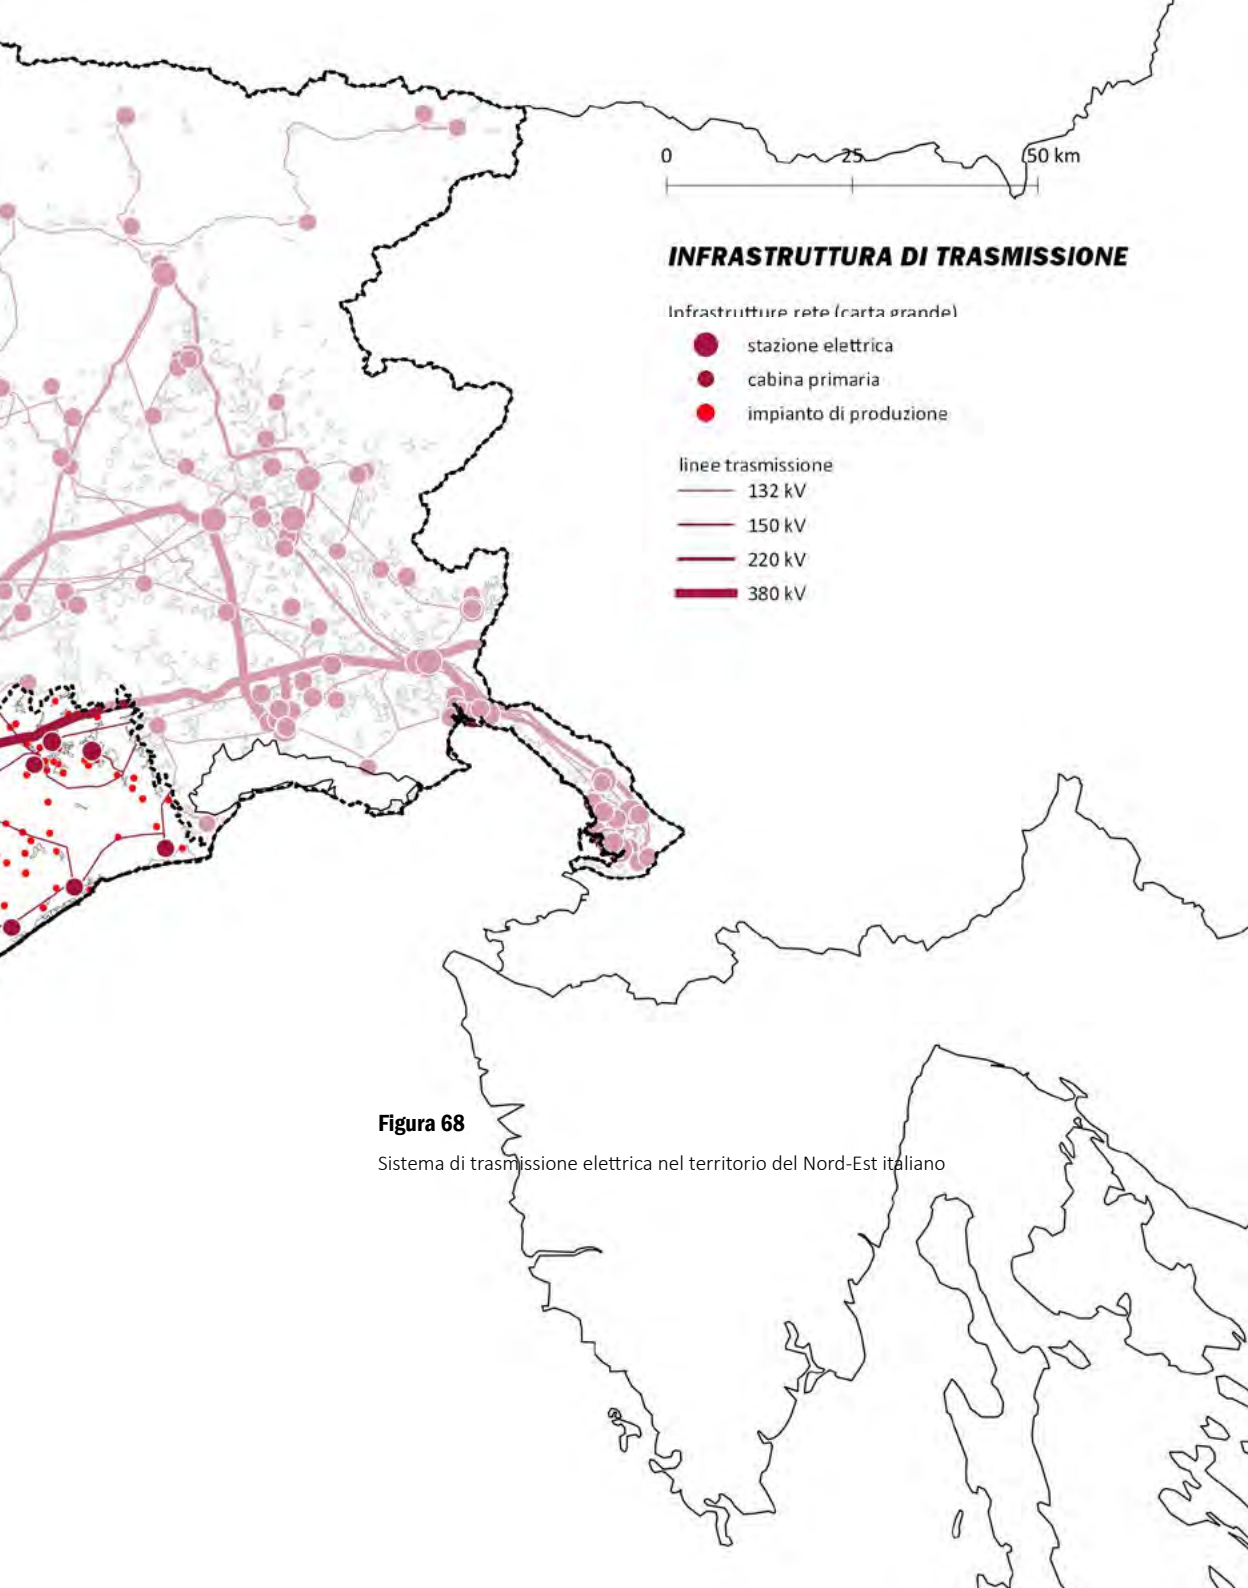 0 25 50 km
INFRASTRUTTURA DI TRASMISSIONE
Infrastrutture rete (carta grande)
stazione elettrica
cabina primaria
impianto di produzione
linee trasmissione
132 kV
150 kV
220 kV
380 kV
Figura 68
Sistema di trasmissione elettrica nel territorio del Nord-Est italiano